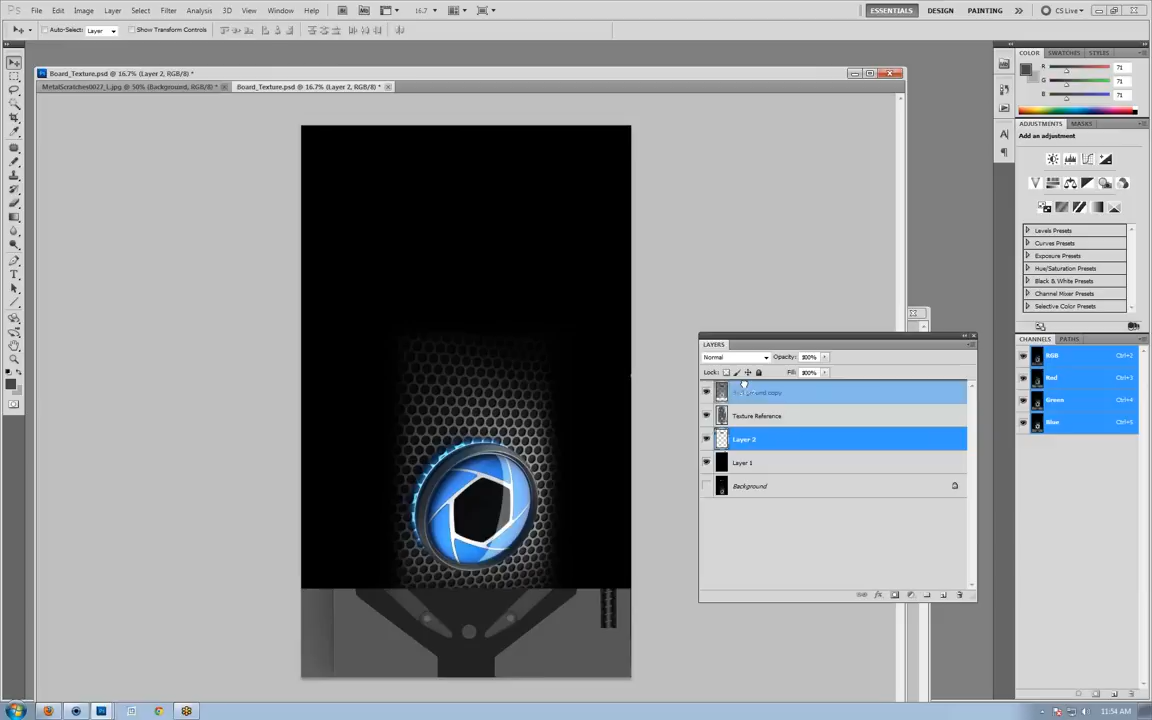 Ps File Edit Image Layer Select Filter Analysis 3D View Window Help 16.7 ESSENTIALS DESIGN PAINTING CS Live
Auto-Select: Layer Show Transform Controls
Board_Texture.psd @ 16.7% (Layer 2, RGB/8) *
MetalScratches0027_L.jpg @ 50% (Background, RGB/8) * Board_Texture.psd @ 16.7% (Layer 2, RGB/8) *
COLOR SWATCHES STYLES
R 71
G 71
B 71
ADJUSTMENTS MASKS
Add an adjustment
Levels Presets
Curves Presets
Exposure Presets
Hue/Saturation Presets
Black & White Presets
Channel Mixer Presets
Selective Color Presets
CHANNELS PATHS
RGB Ctrl+2
Red Ctrl+3
Green Ctrl+4
Blue Ctrl+5
LAYERS
Normal Opacity: 100%
Lock: Fill: 100%
Background copy
Texture Reference
Layer 2
Layer 1
Background
11:54 AM